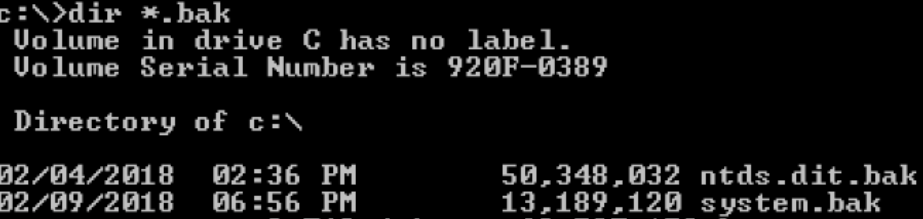 c:\>dir *.bak
Volume in drive C has no label.
Volume Serial Number is 920F-0389
Directory of c:\
02/04/2018 02:36 PM 50,348,032 ntds.dit.bak
02/09/2018 06:56 PM 13,189,120 system.bak